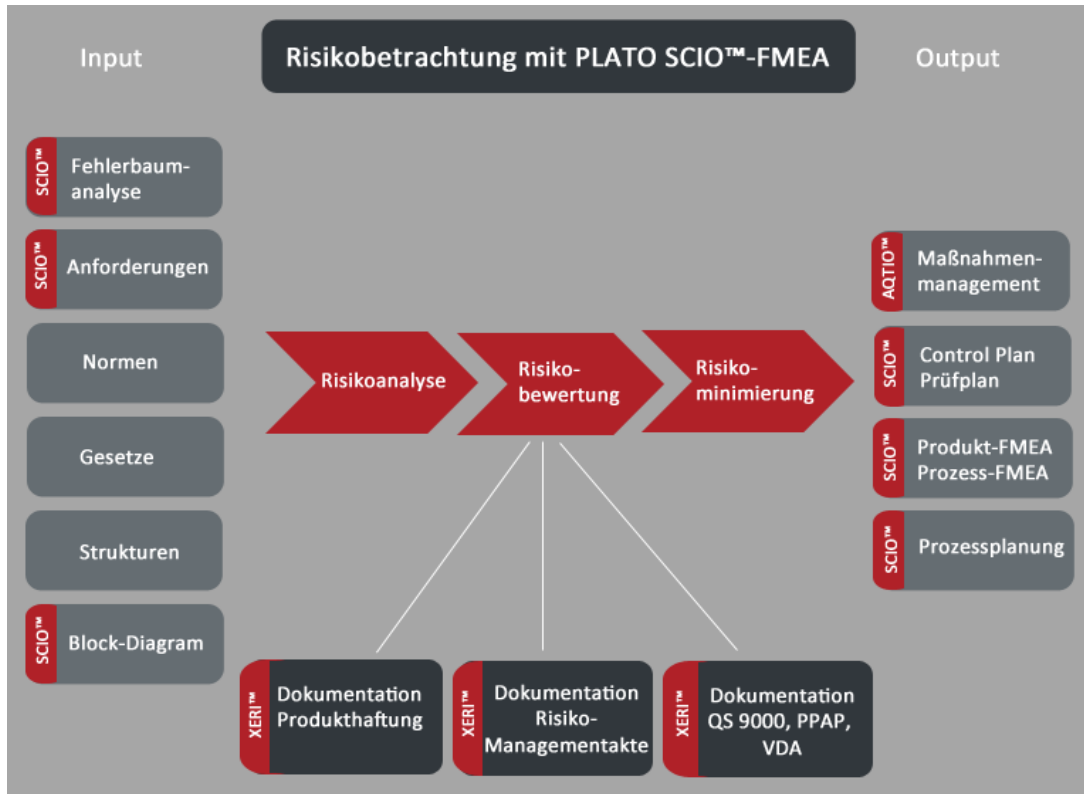 Input
Risikobetrachtung mit PLATO SCIO™-FMEA
Output
SCIO™
Fehlerbaum-
analyse
SCIO™
Anforderungen
Normen
Gesetze
Strukturen
SCIO™
Block-Diagram
Risikoanalyse
Risiko-
bewertung
Risiko-
minimierung
AQTIO™
Maßnahmen-
management
SCIO™
Control Plan
Prüfplan
SCIO™
Produkt-FMEA
Prozess-FMEA
SCIO™
Prozessplanung
XERI™
Dokumentation
Produkthaftung
XERI™
Dokumentation
Risiko-
Managementakte
XERI™
Dokumentation
QS 9000, PPAP,
VDA